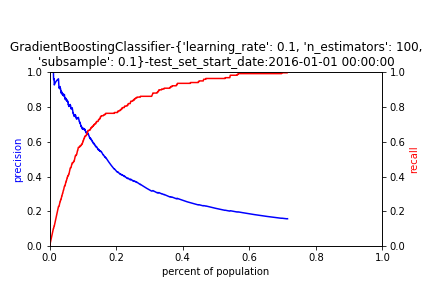 GradientBoostingClassifier-{'learning_rate': 0.1, 'n_estimators': 100,
'subsample': 0.1}-test_set_start_date:2016-01-01 00:00:00
1.0
0.8
0.6
0.4
0.2
0.0
precision
1.0
0.8
0.6
0.4
0.2
0.0
recall
0.0 0.2 0.4 0.6 0.8 1.0
percent of population